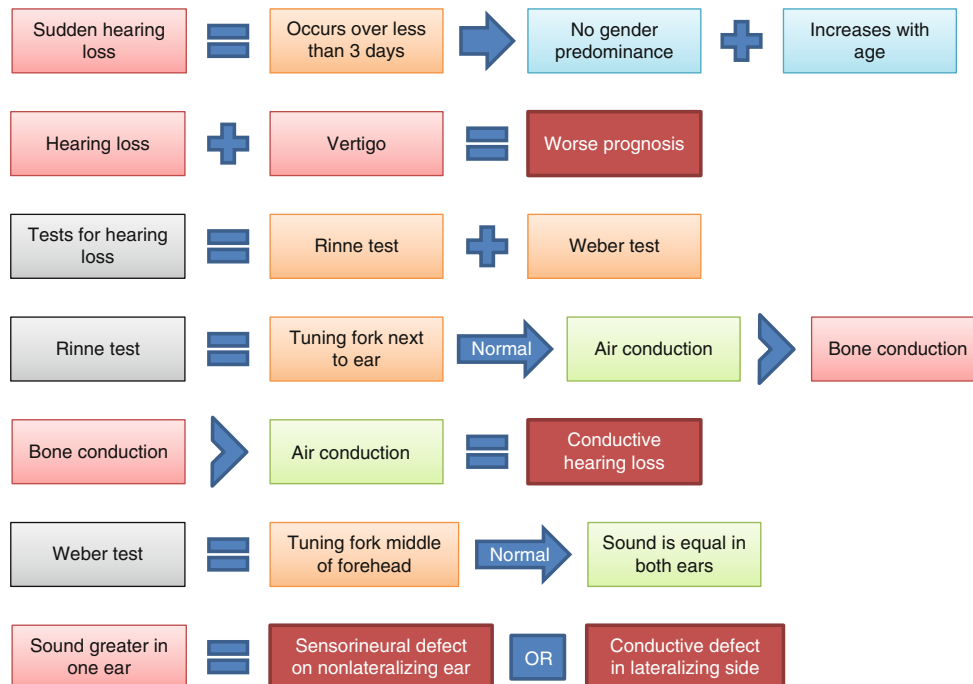 Sudden hearing
loss
Occurs over less
than 3 days
No gender
predominance
Increases with
age
Hearing loss
Vertigo
Worse prognosis
Tests for hearing
loss
Rinne test
Weber test
Rinne test
Tuning fork next
to ear
Normal
Air conduction
Bone conduction
Bone conduction
Air conduction
Conductive
hearing loss
Weber test
Tuning fork middle
of forehead
Normal
Sound is equal in
both ears
Sound greater in
one ear
Sensorineural defect
on nonlateralizing ear
OR
Conductive defect
in lateralizing side